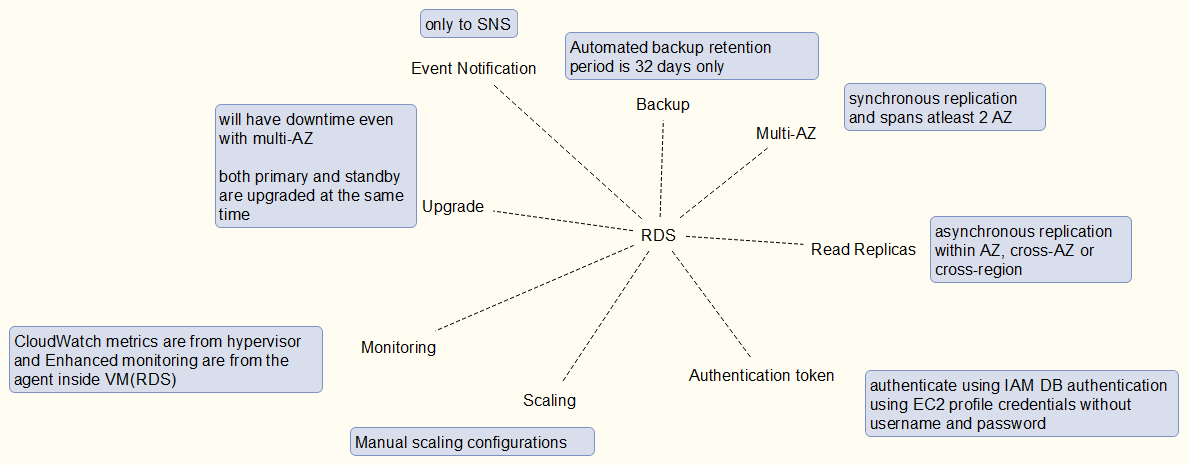 only to SNS
Event Notification
Automated backup retention
period is 32 days only
Backup
synchronous replication
and spans atleast 2 AZ
Multi-AZ
will have downtime even
with multi-AZ
both primary and standby
are upgraded at the same
time
Upgrade
RDS
Read Replicas
asynchronous replication
within AZ, cross-AZ or
cross-region
CloudWatch metrics are from hypervisor
and Enhanced monitoring are from the
agent inside VM(RDS)
Monitoring
Scaling
Manual scaling configurations
Authentication token
authenticate using IAM DB authentication
using EC2 profile credentials without
username and password